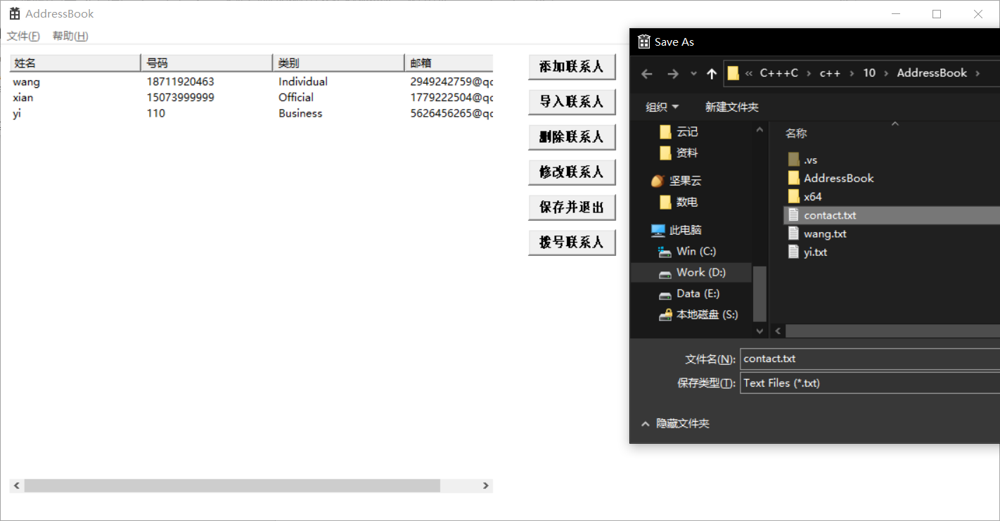 AddressBook
文件(F) 帮助(H)
姓名 号码 类别 邮箱
wang 18711920463 Individual 2949242759@qc
xian 15073999999 Official 1779222504@qc
yi 110 Business 5626456265@qc
添加联系人
导入联系人
删除联系人
修改联系人
保存并退出
拨号联系人
Save As
« C+++C › c++ › 10 › AddressBook ›
组织 新建文件夹
云记
资料
坚果云
数电
此电脑
Win (C:)
Work (D:)
Data (E:)
本地磁盘 (S:)
名称
.vs
AddressBook
x64
contact.txt
wang.txt
yi.txt
文件名(N): contact.txt
保存类型(T): Text Files (*.txt)
隐藏文件夹